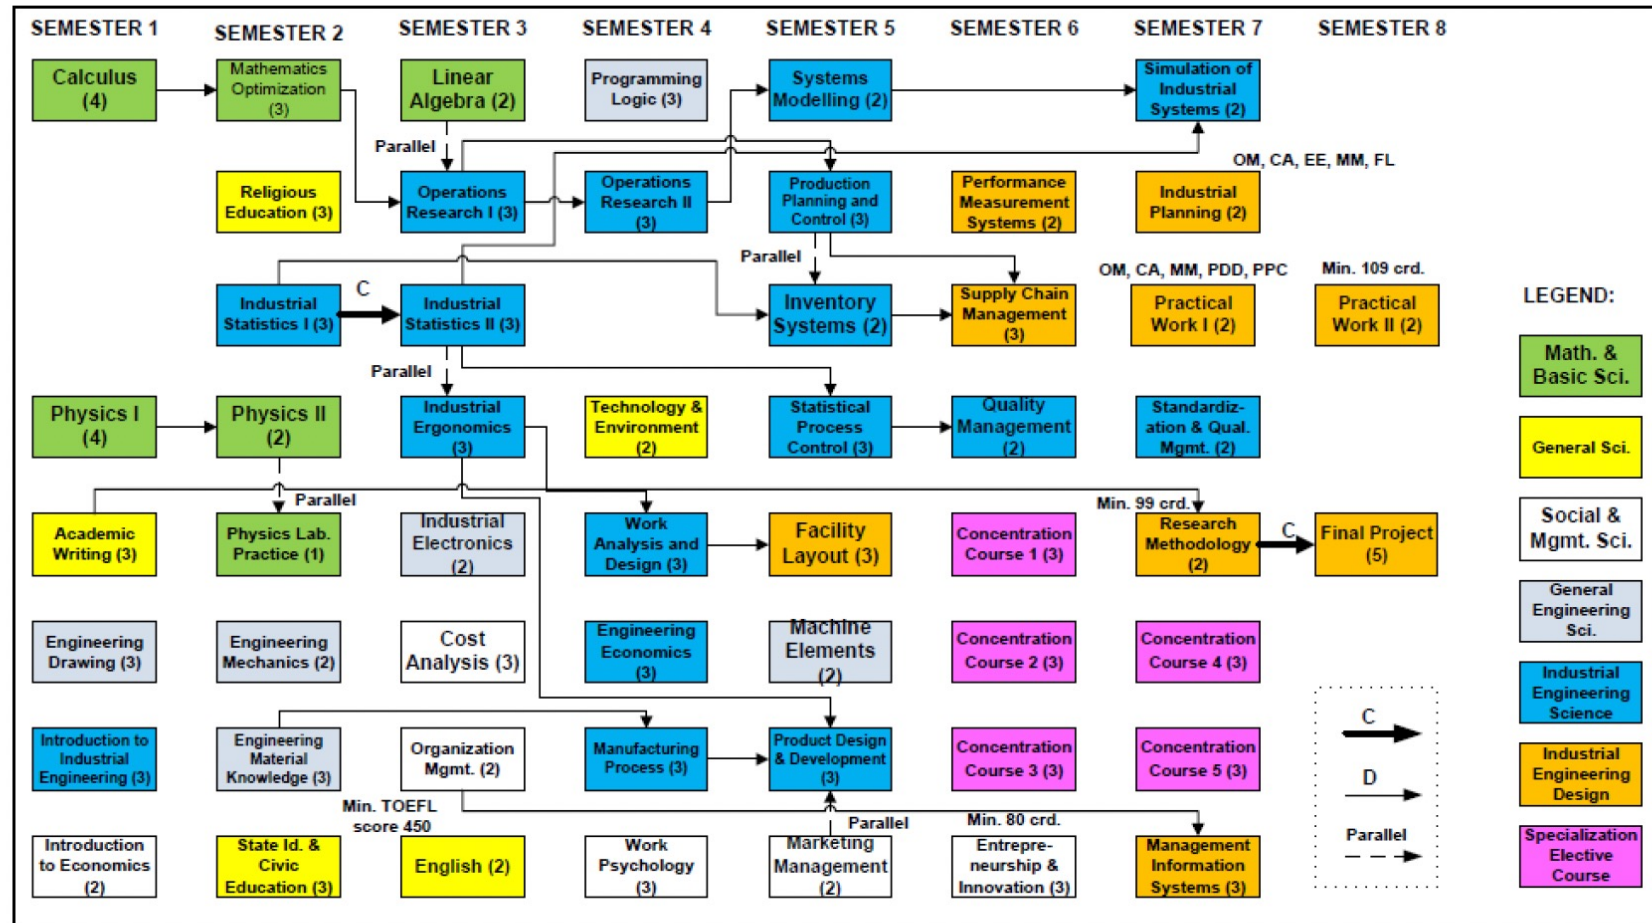 SEMESTER 1
SEMESTER 2
SEMESTER 3
SEMESTER 4
SEMESTER 5
SEMESTER 6
SEMESTER 7
SEMESTER 8
Calculus
(4)
Mathematics
Optimization
(3)
Linear
Algebra (2)
Programming
Logic (3)
Systems
Modelling (2)
Simulation of
Industrial
Systems (2)
Parallel
OM, CA, EE, MM, FL
Religious
Education (3)
Operations
Research I (3)
Operations
Research II
(3)
Production
Planning and
Control (3)
Performance
Measurement
Systems (2)
Industrial
Planning (2)
Parallel
C
OM, CA, MM, PDD, PPC
Min. 109 crd.
Industrial
Statistics I (3)
Industrial
Statistics II (3)
Inventory
Systems (2)
Supply Chain
Management
(3)
Practical
Work I (2)
Practical
Work II (2)
Parallel
Physics I
(4)
Physics II
(2)
Industrial
Ergonomics
(3)
Technology &
Environment
(2)
Statistical
Process
Control (3)
Quality
Management
(2)
Standardiz-
ation & Qual.
Mgmt. (2)
Parallel
Min. 99 crd.
Academic
Writing (3)
Physics Lab.
Practice (1)
Industrial
Electronics
(2)
Work
Analysis and
Design (3)
Facility
Layout (3)
Concentration
Course 1 (3)
Research
Methodology
(2)
C
Final Project
(5)
Engineering
Drawing (3)
Engineering
Mechanics (2)
Cost
Analysis (3)
Engineering
Economics
(3)
Machine
Elements
(2)
Concentration
Course 2 (3)
Concentration
Course 4 (3)
Introduction to
Industrial
Engineering (3)
Engineering
Material
Knowledge (3)
Organization
Mgmt. (2)
Manufacturing
Process (3)
Product Design
& Development
(3)
Concentration
Course 3 (3)
Concentration
Course 5 (3)
Min. TOEFL
score 450
Parallel
Min. 80 crd.
Introduction
to Economics
(2)
State Id. &
Civic
Education (3)
English (2)
Work
Psychology
(3)
Marketing
Management
(2)
Entrepre-
neurship &
Innovation (3)
Management
Information
Systems (3)
C
D
Parallel
LEGEND:
Math. &
Basic Sci.
General Sci.
Social &
Mgmt. Sci.
General
Engineering
Sci.
Industrial
Engineering
Science
Industrial
Engineering
Design
Specialization
Elective
Course